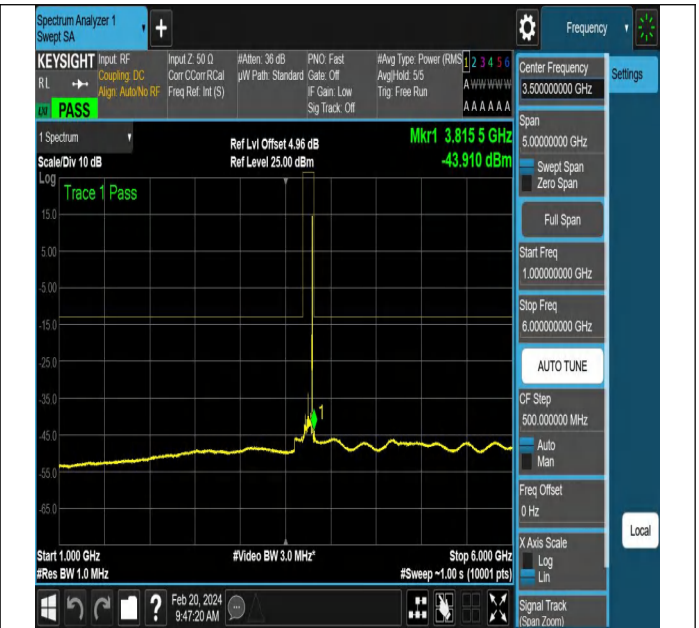 Spectrum Analyzer 1
Swept SA
Frequency
KEYSIGHT
Input: RF
Coupling: DC
Align: Auto/No RF
Input Z: 50 Ω
Corr CCorr RCal
Freq Ref: Int (S)
#Atten: 36 dB
µW Path: Standard
PNO: Fast
Gate: Off
IF Gain: Low
Sig Track: Off
#Avg Type: Power (RMS)
Avg|Hold: 5/5
Trig: Free Run
1 2 3 4 5 6
A W W W W W
A A A A A A
R L
PASS
1 Spectrum
Scale/Div 10 dB
Ref Lvl Offset 4.96 dB
Ref Level 25.00 dBm
Mkr1 3.815 5 GHz
-43.910 dBm
Log
Trace 1 Pass
15.0
5.00
-5.00
-15.0
-25.0
-35.0
-45.0
-55.0
-65.0
1
Start 1.000 GHz
#Video BW 3.0 MHz*
Stop 6.000 GHz
#Res BW 1.0 MHz
#Sweep ~1.00 s (10001 pts)
Feb 20, 2024
9:47:20 AM
Center Frequency
3.500000000 GHz
Settings
Span
5.00000000 GHz
Swept Span
Zero Span
Full Span
Start Freq
1.000000000 GHz
Stop Freq
6.000000000 GHz
AUTO TUNE
CF Step
500.000000 MHz
Auto
Man
Freq Offset
0 Hz
Local
X Axis Scale
Log
Lin
Signal Track
(Span Zoom)